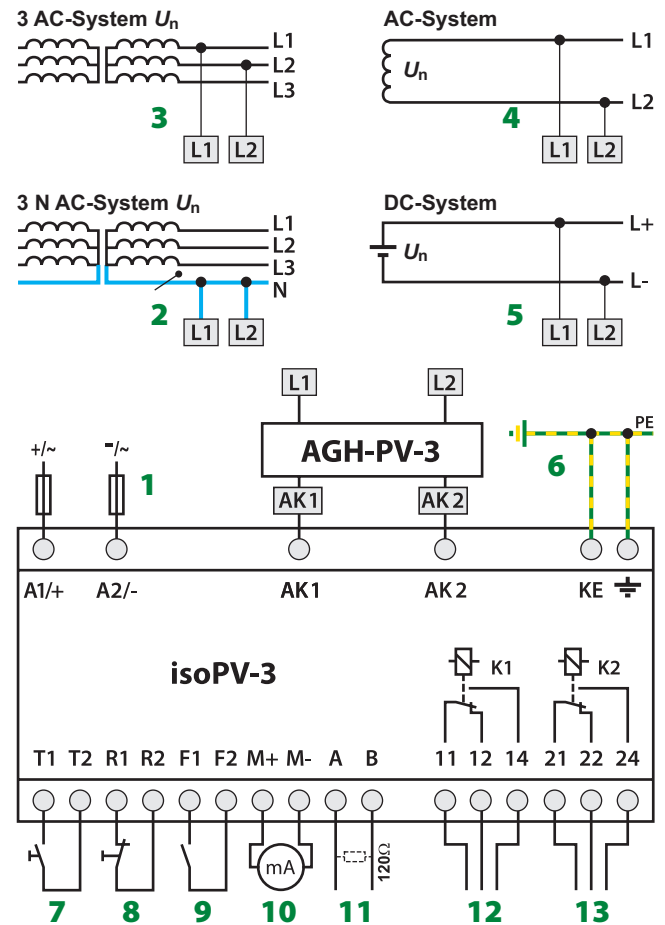 3 AC-System Un
L1
L2
L3
3
L1 L2
AC-System
Un
L1
L2
4
L1 L2
3 N AC-System Un
L1
L2
L3
N
2
L1 L2
DC-System
Un
L+
L-
5
L1 L2
L1 L2
AGH-PV-3
AK1 AK2
+/~ -/~
1
PE
6
A1/+ A2/- AK1 AK2 KE
isoPV-3
K1 K2
T1 T2 R1 R2 F1 F2 M+ M- A B 11 12 14 21 22 24
mA
120Ω
7 8 9 10 11 12 13